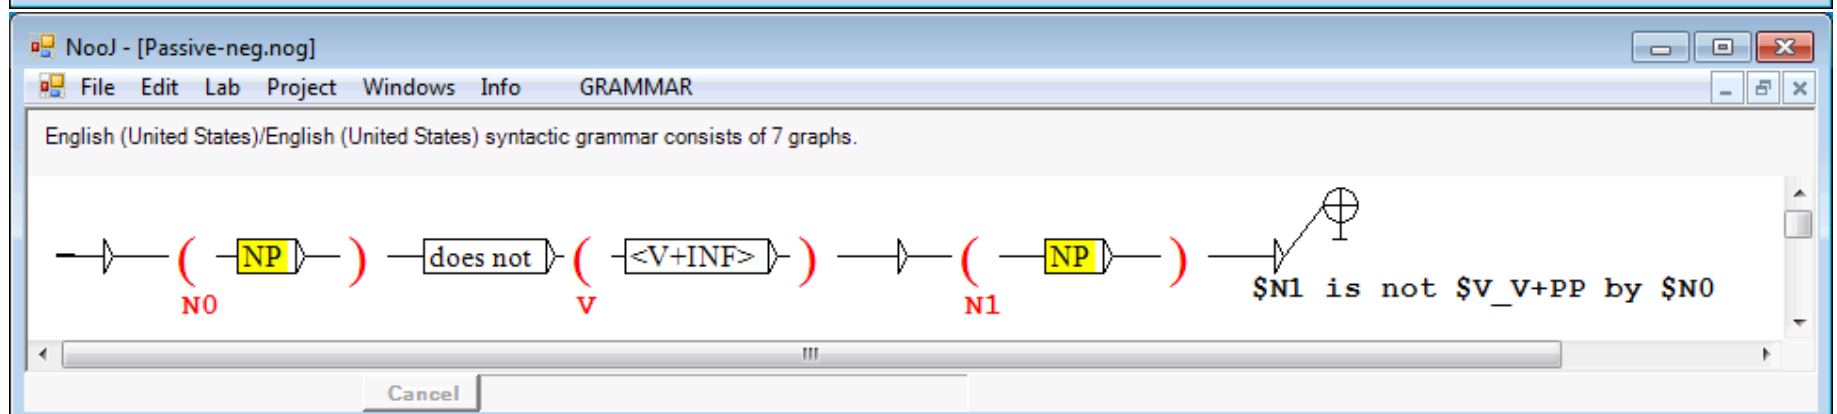 NooJ - [Passive-neg.nog]
File Edit Lab Project Windows Info GRAMMAR
English (United States)/English (United States) syntactic grammar consists of 7 graphs.
( NP ) does not ( <V+INF> ) ( NP )
N0 V N1 $N1 is not $V_V+PP by $N0
Cancel